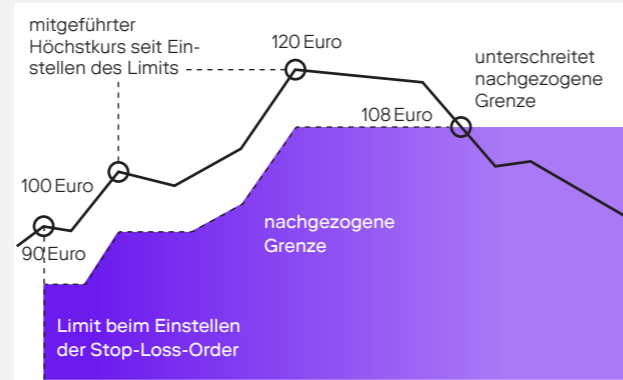 mitgeführter
Höchstkurs seit Ein-
stellen des Limits
120 Euro
unterschreitet
nachgezogene
Grenze
108 Euro
100 Euro
90 Euro
nachgezogene
Grenze
Limit beim Einstellen
der Stop-Loss-Order